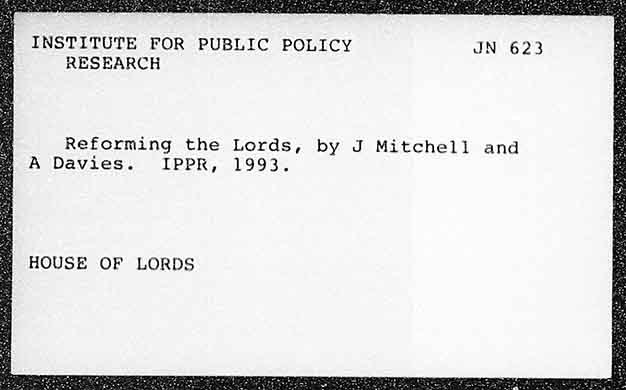 INSTITUTE FOR PUBLIC POLICY JN 623
RESEARCH
Reforming the Lords, by J Mitchell and
A Davies. IPPR, 1993.
HOUSE OF LORDS